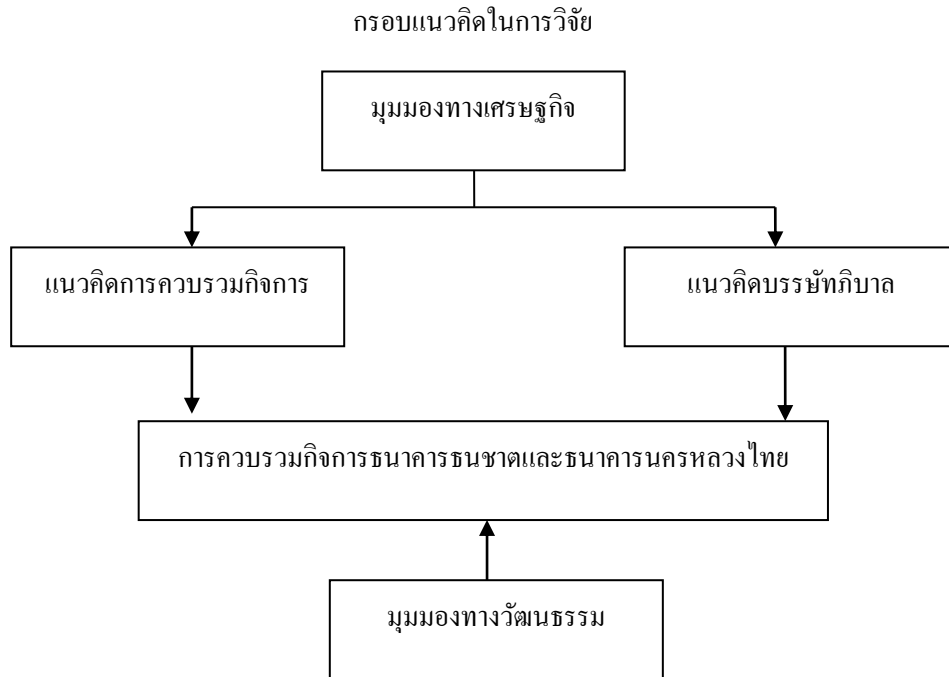 กรอบแนวคิดในการวิจัย
มุมมองทางเศรษฐกิจ
แนวคิดการควบรวมกิจการ
แนวคิดบรรษัทภิบาล
การควบรวมกิจการธนาคารธนชาตและธนาคารนครหลวงไทย
มุมมองทางวัฒนธรรม